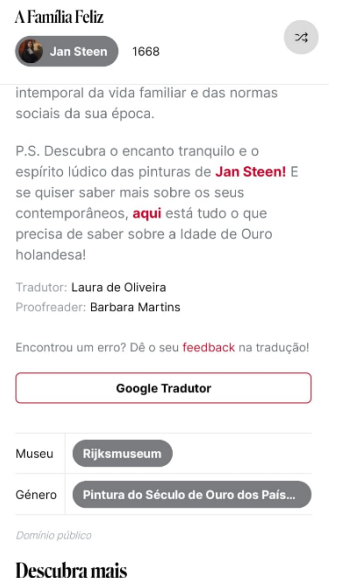 A Família Feliz
Jan Steen 1668
intemporal da vida familiar e das normas
sociais da sua época.
P.S. Descubra o encanto tranquilo e o
espírito lúdico das pinturas de Jan Steen! E
se quiser saber mais sobre os seus
contemporâneos, aqui está tudo o que
precisa de saber sobre a Idade de Ouro
holandesa!
Tradutor: Laura de Oliveira
Proofreader: Barbara Martins
Encontrou um erro? Dê o seu feedback na tradução!
Google Tradutor
Museu Rijksmuseum
Género Pintura do Século de Ouro dos País...
Domínio público
Descubra mais